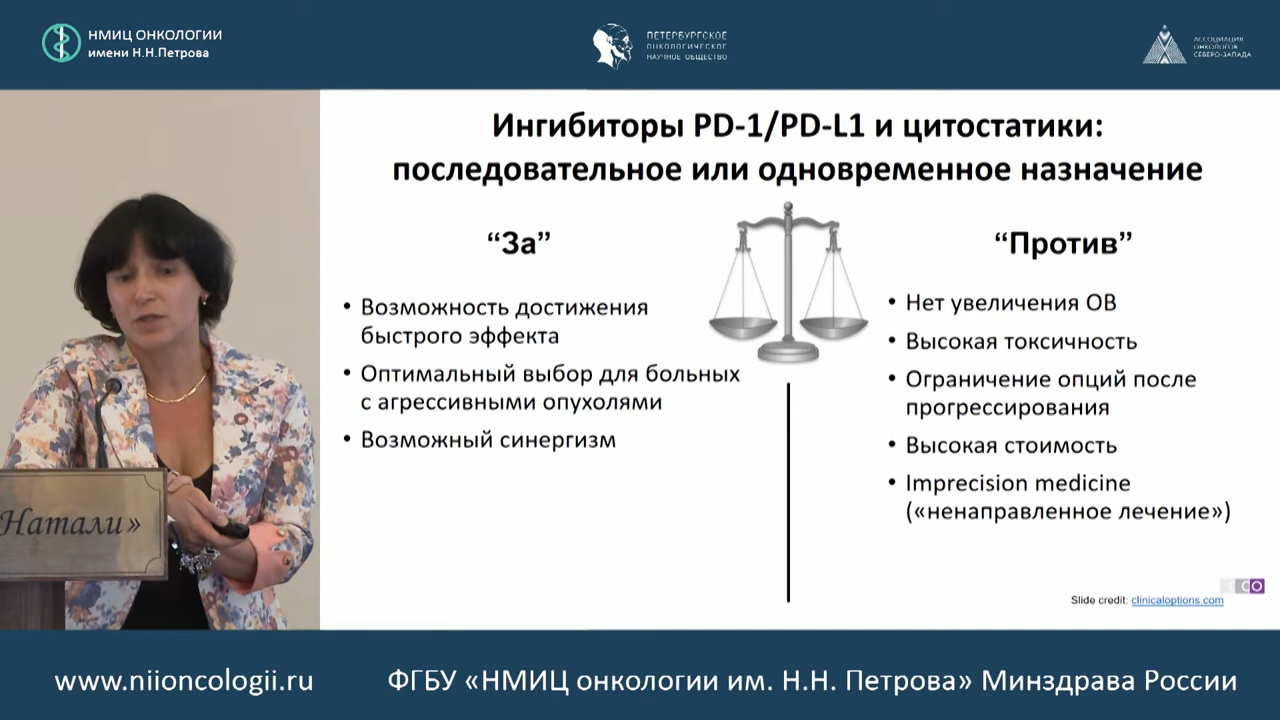 НМИЦ ОНКОЛОГИИ
имени Н.Н.Петрова
ПЕТЕРБУРГСКОЕ
ОНКОЛОГИЧЕСКОЕ
НАУЧНОЕ ОБЩЕСТВО
АССОЦИАЦИЯ
ОНКОЛОГОВ
СЕВЕРО-ЗАПАДА
Ингибиторы PD-1/PD-L1 и цитостатики:
последовательное или одновременное назначение
“За”
• Возможность достижения
быстрого эффекта
• Оптимальный выбор для больных
с агрессивными опухолями
• Возможный синергизм
“Против”
• Нет увеличения ОВ
• Высокая токсичность
• Ограничение опций после
прогрессирования
• Высокая стоимость
• Imprecision medicine
(«ненаправленное лечение»)
Slide credit: clinicaloptions.com
CCO
Натали»
www.niioncologii.ru
ФГБУ «НМИЦ онкологии им. Н.Н. Петрова» Минздрава России